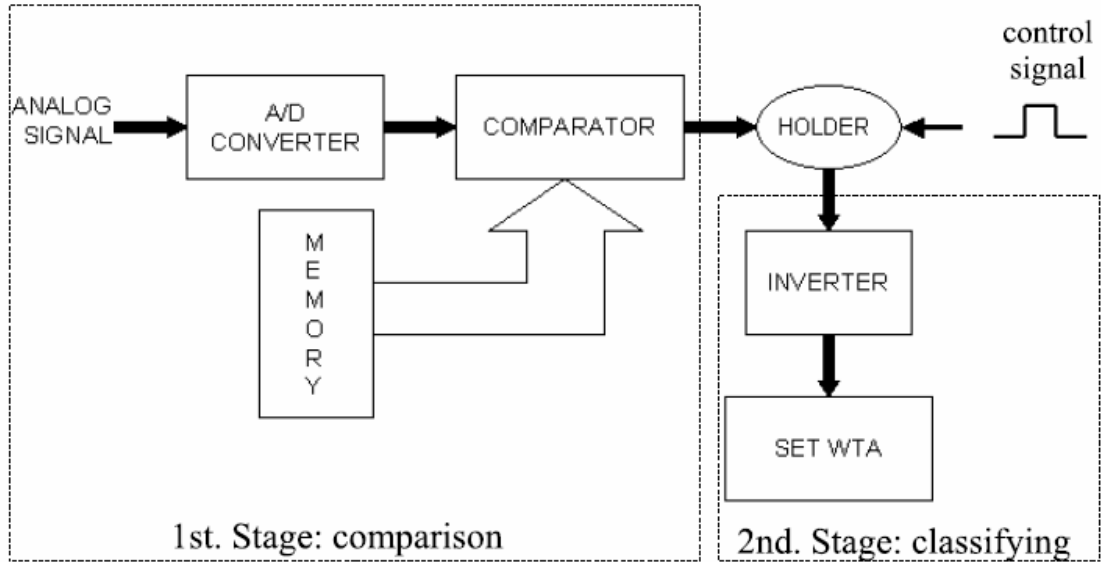 control
signal
ANALOG
SIGNAL
A/D
CONVERTER
COMPARATOR
HOLDER
M
E
M
O
R
Y
INVERTER
SET WTA
1st. Stage: comparison
2nd. Stage: classifying